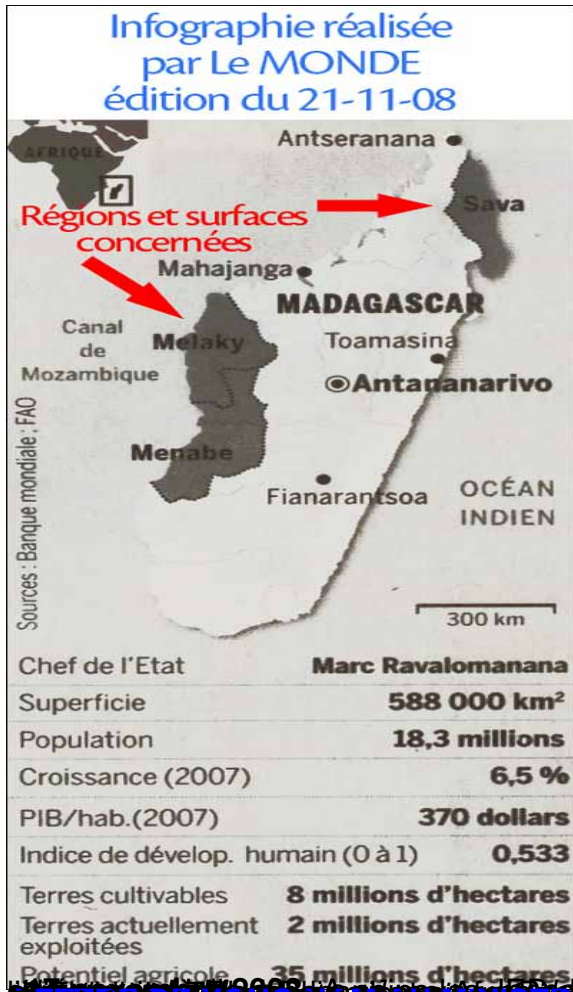 Infographie réalisée
par Le MONDE
édition du 21-11-08
AFRIQUE
Antseranana
Sava
Régions et surfaces
concernées
Mahajanga
MADAGASCAR
Canal
de
Mozambique
Melaky
Toamasina
Antananarivo
Menabe
Fianarantsoa
OCÉAN
INDIEN
Sources : Banque mondiale ; FAO
300 km
Chef de l'Etat Marc Ravalomanana
Superficie 588 000 km²
Population 18,3 millions
Croissance (2007) 6,5 %
PIB/hab.(2007) 370 dollars
Indice de dévelop. humain (0 à 1) 0,533
Terres cultivables 8 millions d'hectares
Terres actuellement 2 millions d'hectares
exploitées
Potentiel agricole 35 millions d'hectares